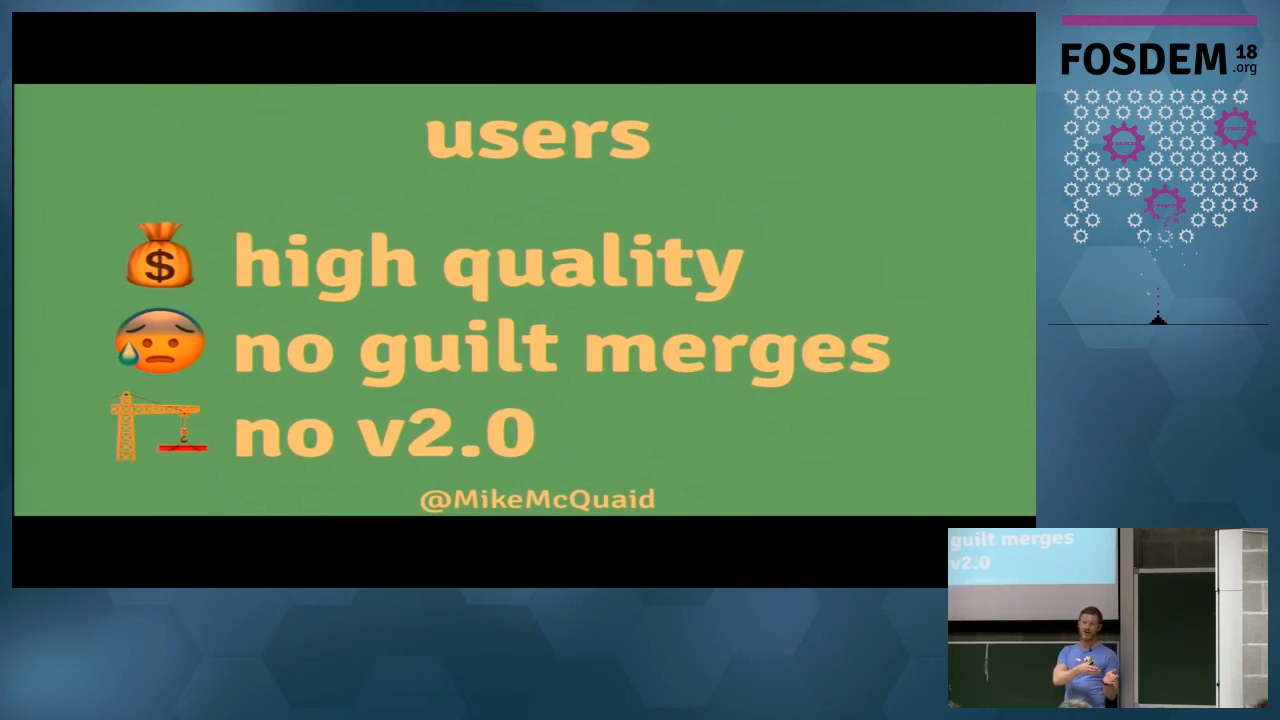 users
$ high quality
no guilt merges
no v2.0
@MikeMcQuaid
FOSDEM 18
.org
guilt merges
v2.0